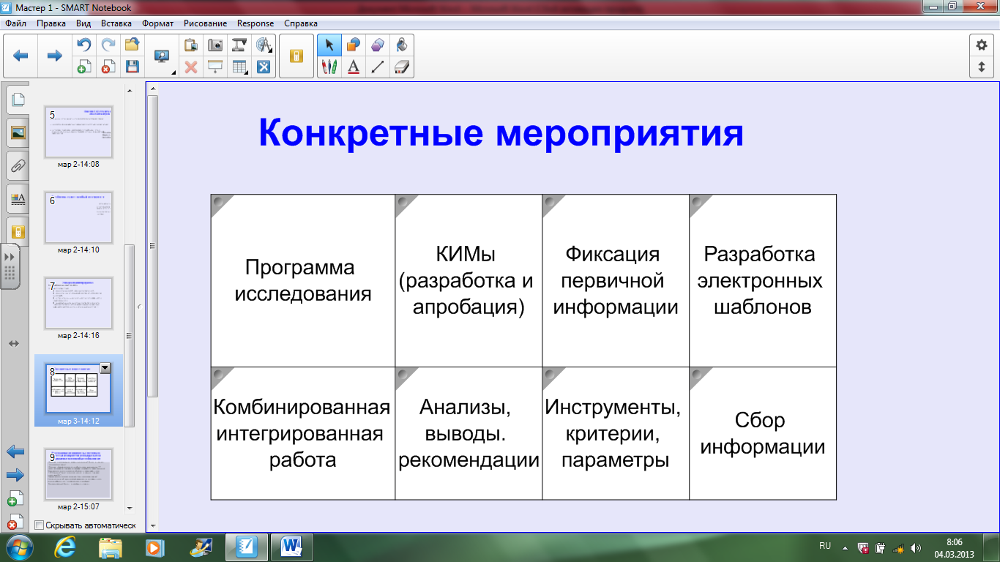 Мастер 1 - SMART Notebook
Файл Правка Вид Вставка Формат Рисование Response Справка
5
мар 2-14:08
6
мар 2-14:10
7
мар 2-14:16
8
мар 3-14:12
9
мар 2-15:07
Скрывать автоматическ
Конкретные мероприятия
Программа
исследования
КИМы
(разработка и
апробация)
Фиксация
первичной
информации
Разработка
электронных
шаблонов
Комбинированная
интегрированная
работа
Анализы,
выводы.
рекомендации
Инструменты,
критерии,
параметры
Сбор
информации
RU
8:06
04.03.2013